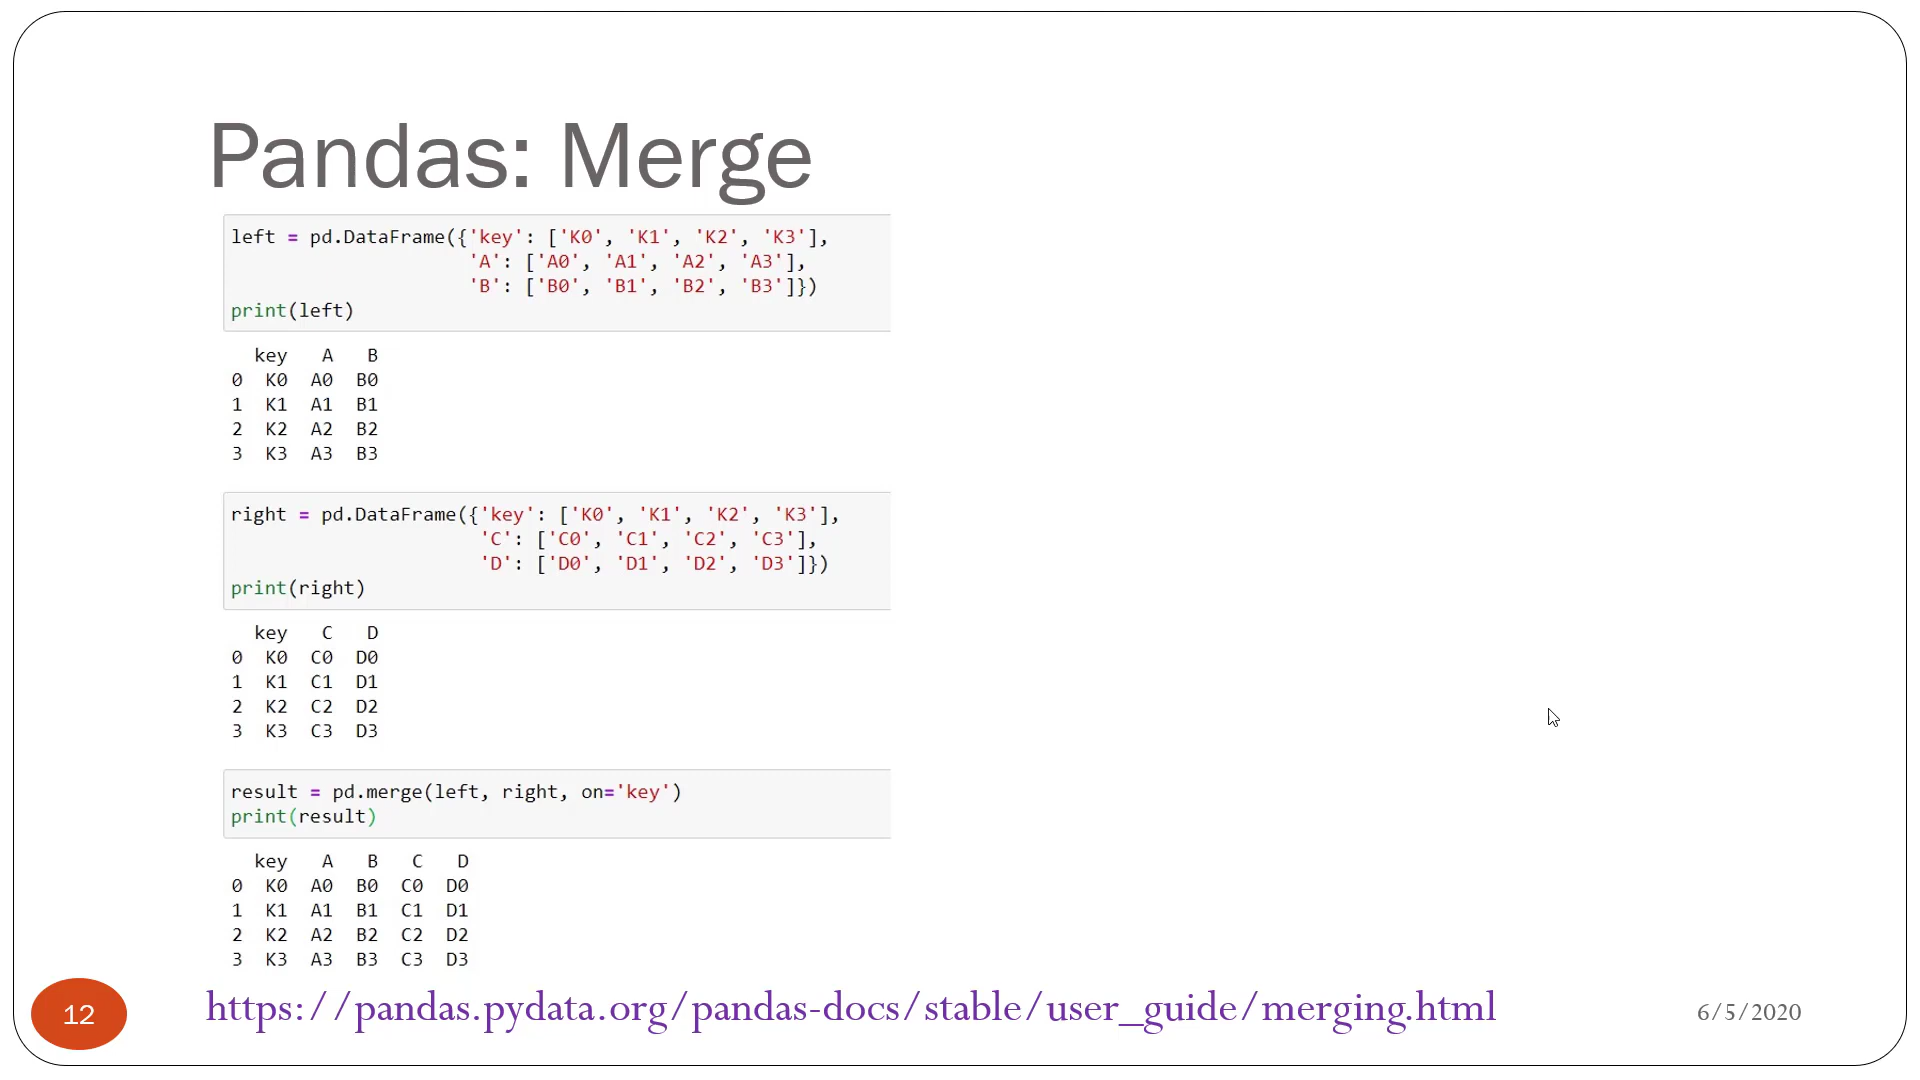 Pandas: Merge
left = pd.DataFrame({'key': ['K0', 'K1', 'K2', 'K3'],
                     'A': ['A0', 'A1', 'A2', 'A3'],
                     'B': ['B0', 'B1', 'B2', 'B3']})
print(left)
  key   A   B
0  K0  A0  B0
1  K1  A1  B1
2  K2  A2  B2
3  K3  A3  B3
right = pd.DataFrame({'key': ['K0', 'K1', 'K2', 'K3'],
                      'C': ['C0', 'C1', 'C2', 'C3'],
                      'D': ['D0', 'D1', 'D2', 'D3']})
print(right)
  key   C   D
0  K0  C0  D0
1  K1  C1  D1
2  K2  C2  D2
3  K3  C3  D3
result = pd.merge(left, right, on='key')
print(result)
  key   A   B   C   D
0  K0  A0  B0  C0  D0
1  K1  A1  B1  C1  D1
2  K2  A2  B2  C2  D2
3  K3  A3  B3  C3  D3
12
https://pandas.pydata.org/pandas-docs/stable/user_guide/merging.html
6/5/2020